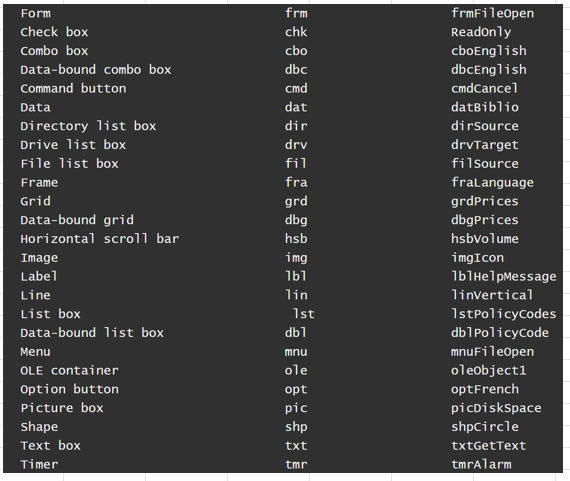 Form frm frmFileOpen
Check box chk ReadOnly
Combo box cbo cboEnglish
Data-bound combo box dbc dbcEnglish
Command button cmd cmdCancel
Data dat datBiblio
Directory list box dir dirSource
Drive list box drv drvTarget
File list box fil filSource
Frame fra fraLanguage
Grid grd grdPrices
Data-bound grid dbg dbgPrices
Horizontal scroll bar hsb hsbVolume
Image img imgIcon
Label lbl lblHelpMessage
Line lin linVertical
List box lst lstPolicyCodes
Data-bound list box dbl dblPolicyCode
Menu mnu mnuFileOpen
OLE container ole oleObject1
Option button opt optFrench
Picture box pic picDiskSpace
Shape shp shpCircle
Text box txt txtGetText
Timer tmr tmrAlarm